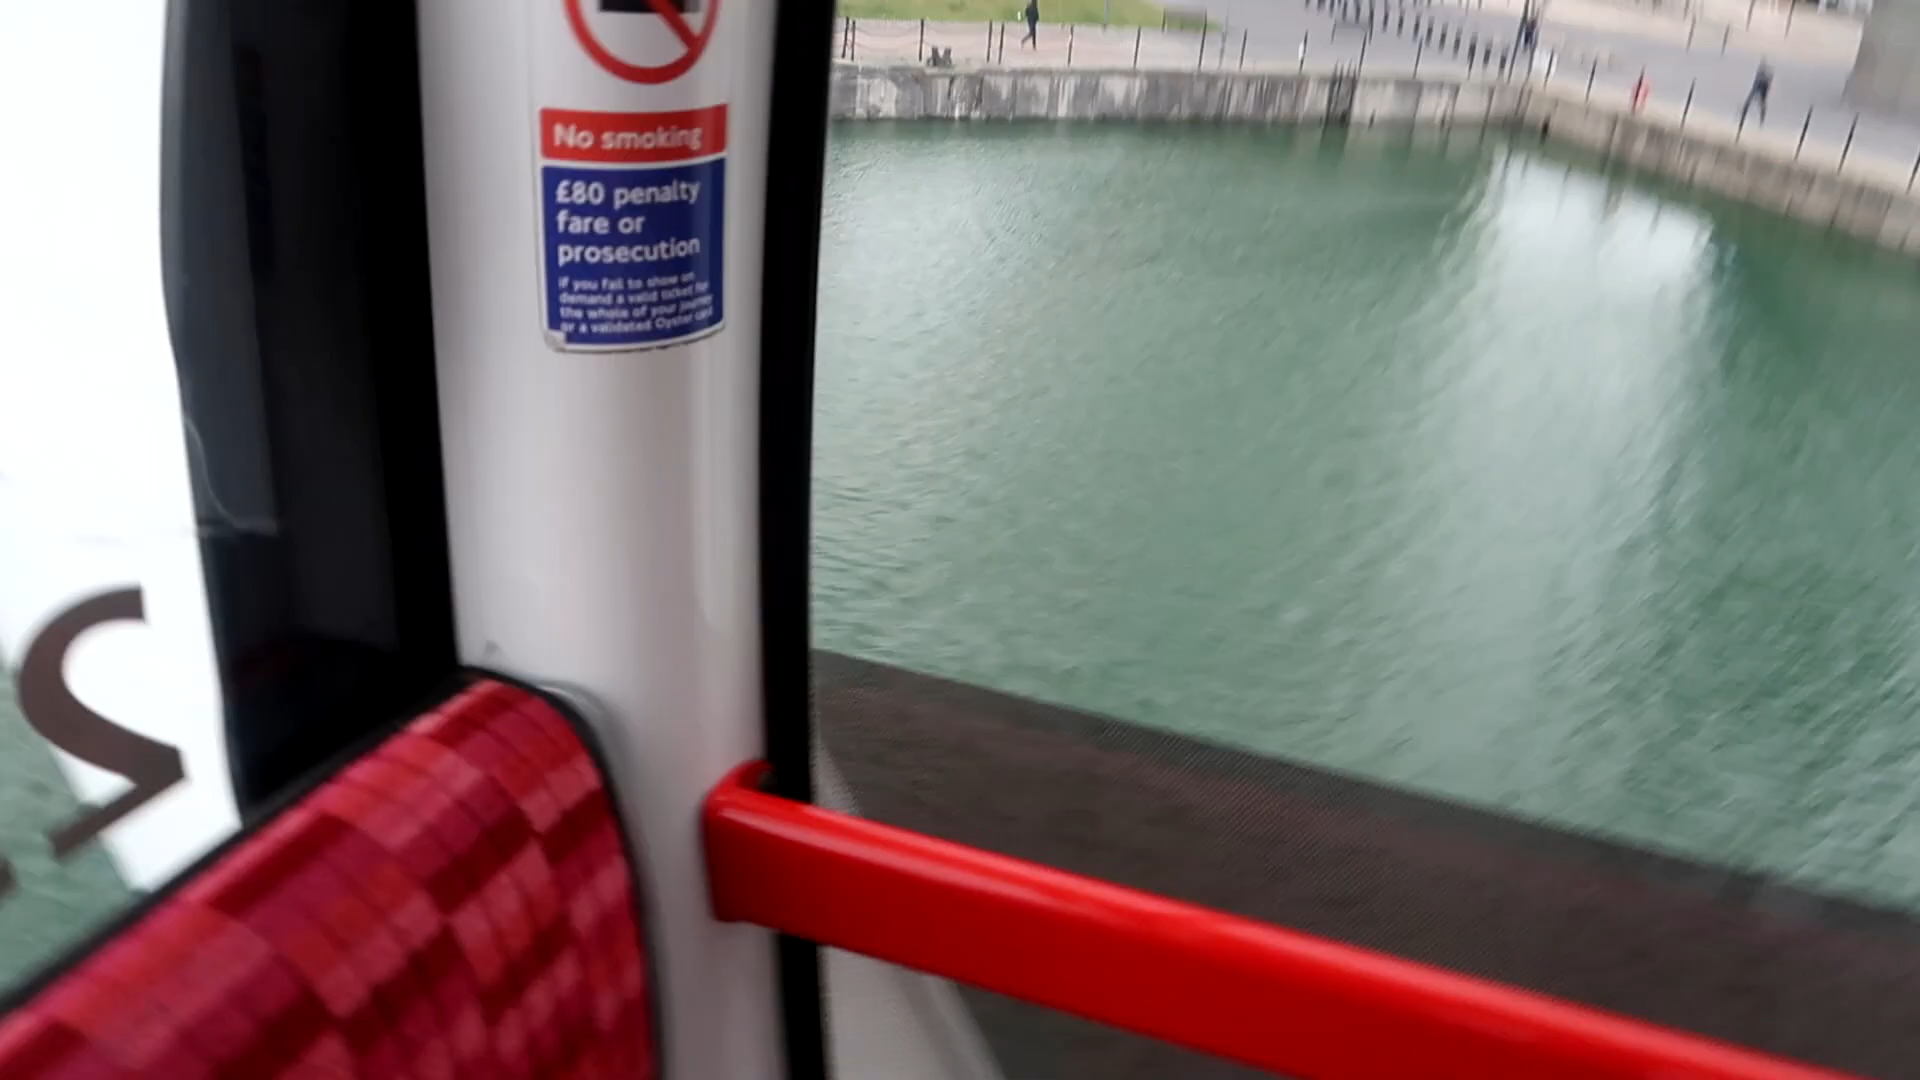 No smoking
£80 penalty
fare or
prosecution
if you fail to show on
demand a valid ticket for
the whole of your journey
or a validated Oyster card